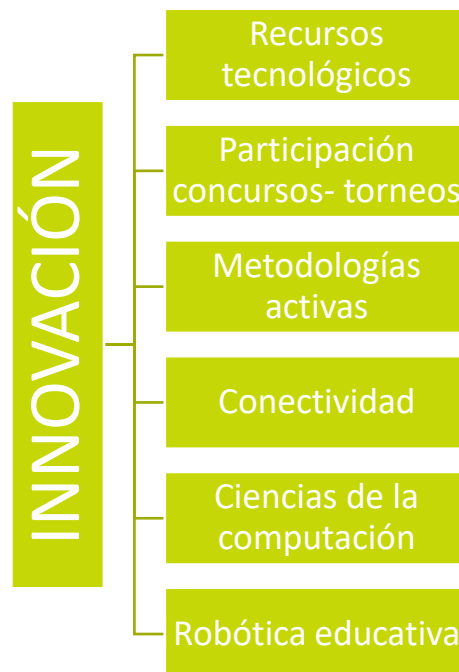 INNOVACIÓN
Recursos
tecnológicos
Participación
concursos- torneos
Metodologías
activas
Conectividad
Ciencias de la
computación
Robótica educativa